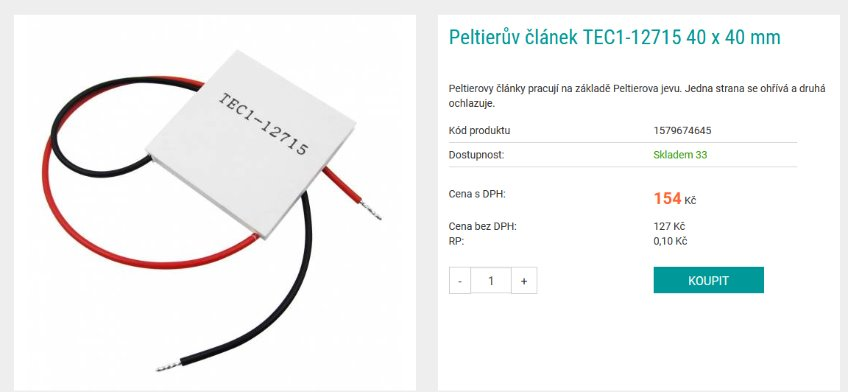 TEC1-12715
Peltierův článek TEC1-12715 40 x 40 mm
Peltierovy články pracují na základě Peltierova jevu. Jedna strana se ohřívá a druhá
ochlazuje.
Kód produktu 1579674645
Dostupnost: Skladem 33
Cena s DPH: 154 Kč
Cena bez DPH: 127 Kč
RP: 0,10 Kč
- 1 + KOUPIT